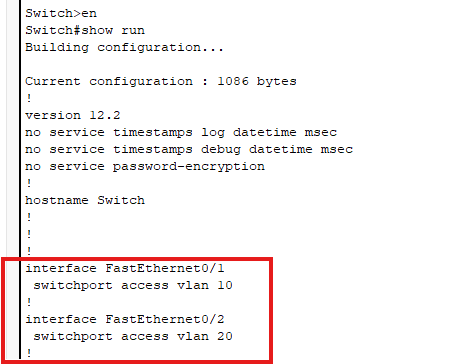 Switch>en
Switch#show run
Building configuration...
Current configuration : 1086 bytes
!
version 12.2
no service timestamps log datetime msec
no service timestamps debug datetime msec
no service password-encryption
!
hostname Switch
!
!
!
interface FastEthernet0/1
 switchport access vlan 10
!
interface FastEthernet0/2
 switchport access vlan 20
!